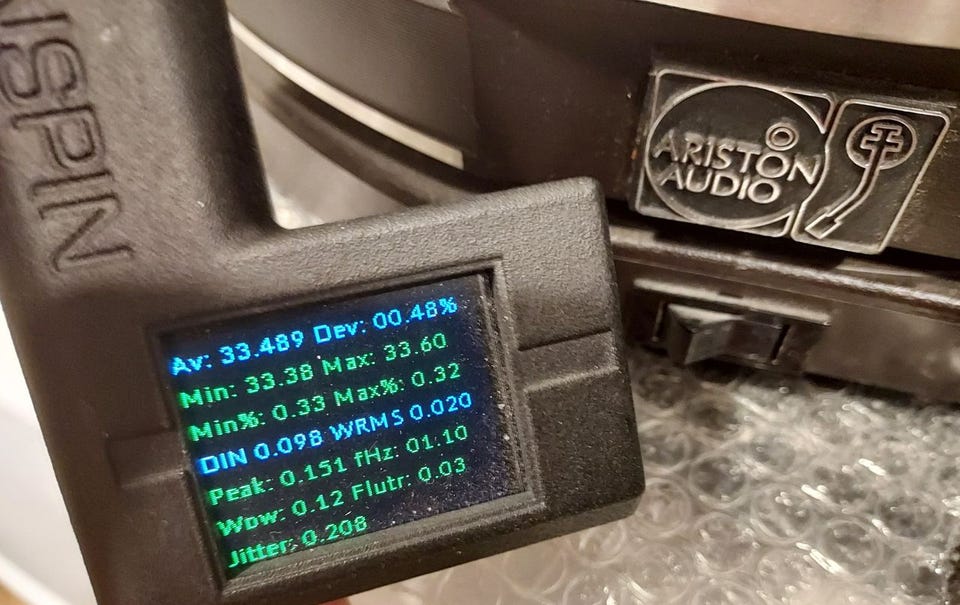 SPIN
ARISTON
AUDIO
Av: 33.489 Dev: 00.48%
Min: 33.38 Max: 33.60
Min%: 0.33 Max%: 0.32
DIN 0.098 WRMS 0.020
Peak: 0.151 fHz: 01.10
Wow: 0.12 Flutr: 0.03
Jitter: 0.208